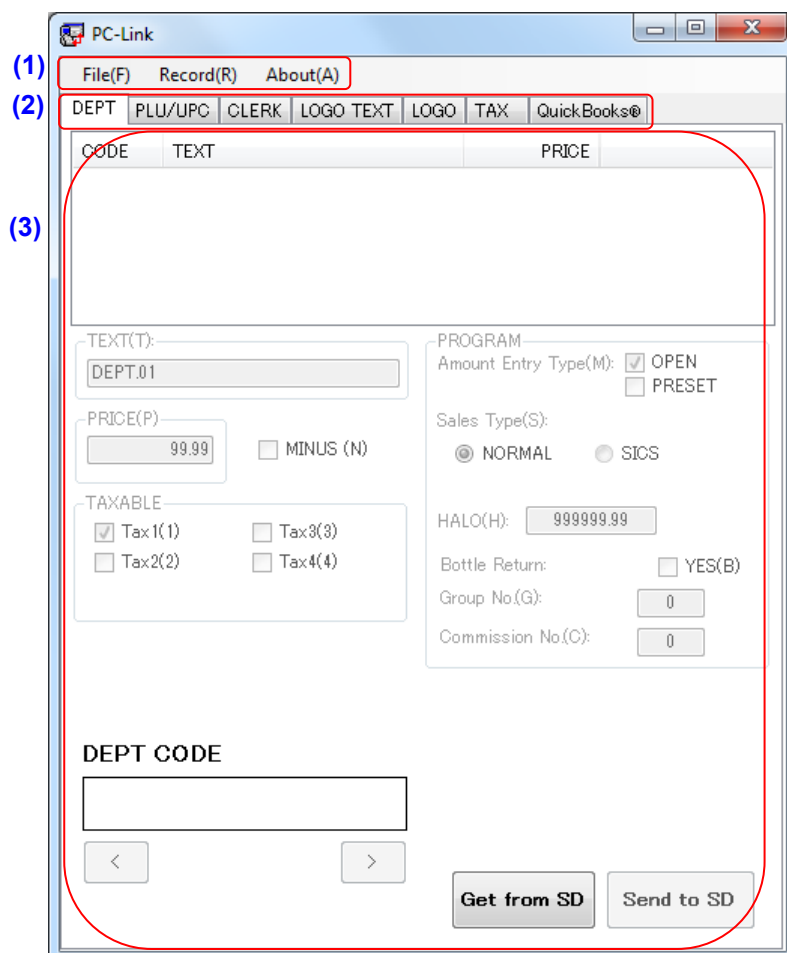 PC-Link
(1) File(F) Record(R) About(A)
(2) DEPT PLU/UPC CLERK LOGO TEXT LOGO TAX QuickBooks®
CODE TEXT PRICE
(3)
TEXT(T):
DEPT.01
PRICE(P)
99.99 MINUS (N)
TAXABLE
Tax1(1) Tax3(3)
Tax2(2) Tax4(4)
PROGRAM
Amount Entry Type(M): OPEN
PRESET
Sales Type(S):
NORMAL SICS
HALO(H): 999999.99
Bottle Return: YES(B)
Group No.(G): 0
Commission No.(C): 0
DEPT CODE
< >
Get from SD Send to SD